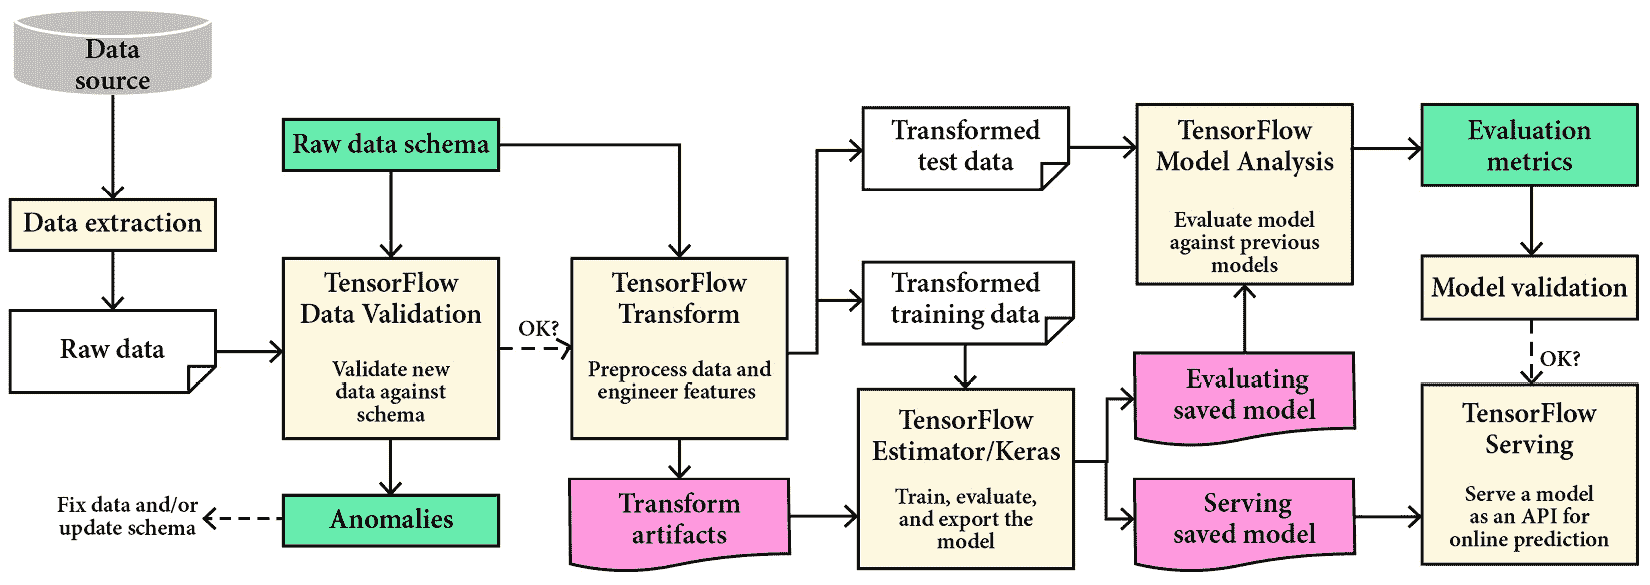 Data
source
Data extraction
Raw data
Raw data schema
TensorFlow
Data Validation
Validate new
data against
schema
Anomalies
Fix data and/or
update schema
OK?
TensorFlow
Transform
Preprocess data and
engineer features
Transform
artifacts
Transformed
test data
Transformed
training data
TensorFlow
Estimator/Keras
Train, evaluate,
and export the
model
TensorFlow
Model Analysis
Evaluate model
against previous
models
Evaluating
saved model
Serving
saved model
Evaluation
metrics
Model validation
OK?
TensorFlow
Serving
Serve a model
as an API for
online prediction